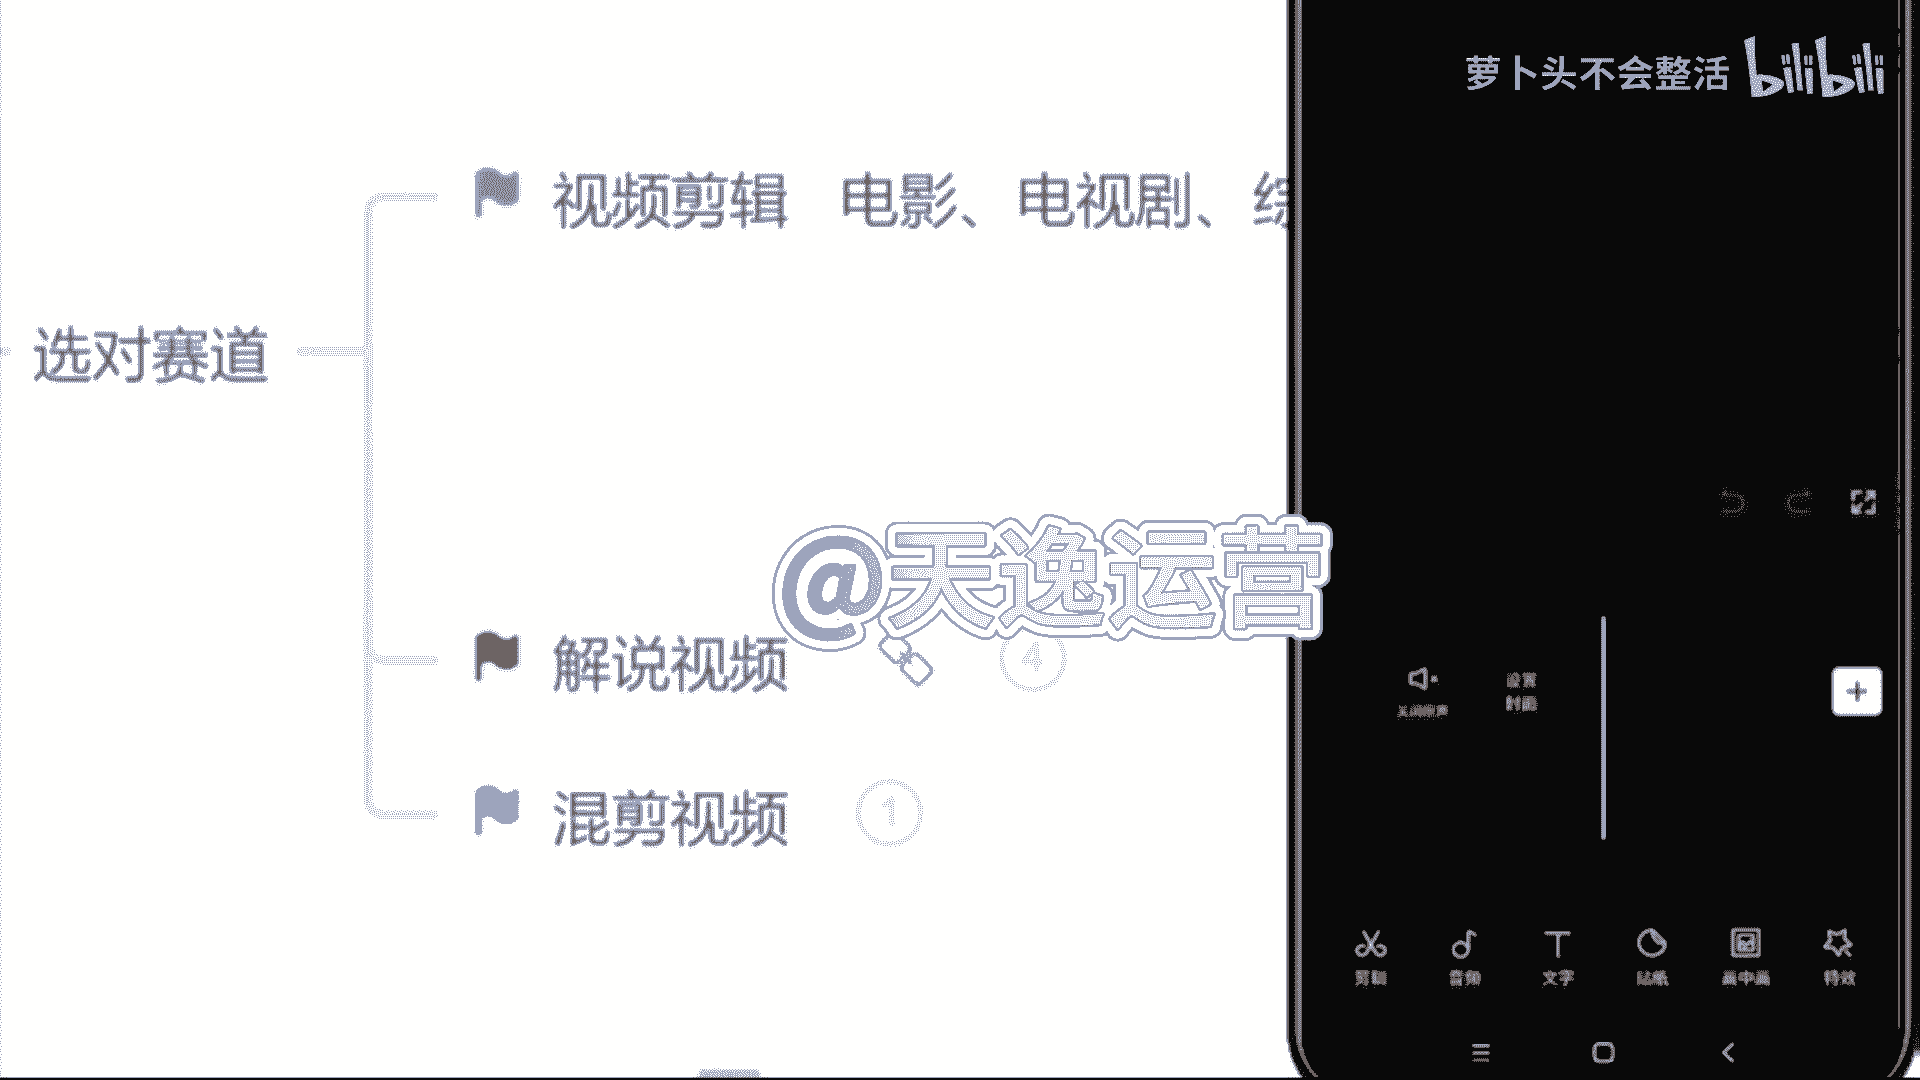 萝卜头不会整活 bilibili
视频剪辑 电影、电视剧、综
选对赛道
@天逸运营
解说视频 4
混剪视频 1
关闭原声
设置
封面
剪辑 音频 文字 贴纸 画中画 特效